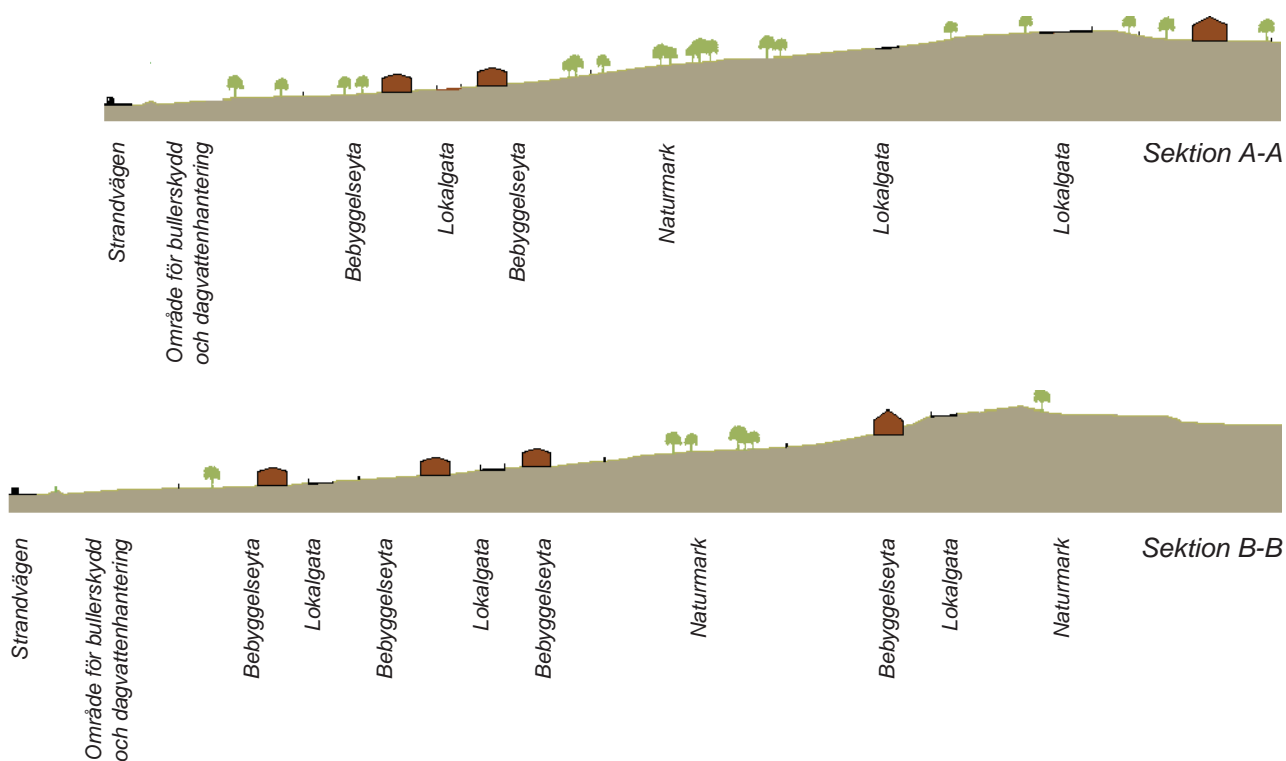 Strandvägen
Område för bullerskydd
och dagvattenhantering
Bebyggelseyta
Lokalgata
Bebyggelseyta
Naturmark
Lokalgata
Lokalgata
Sektion A-A
Strandvägen
Område för bullerskydd
och dagvattenhantering
Bebyggelseyta
Lokalgata
Bebyggelseyta
Lokalgata
Bebyggelseyta
Naturmark
Bebyggelseyta
Lokalgata
Naturmark
Sektion B-B